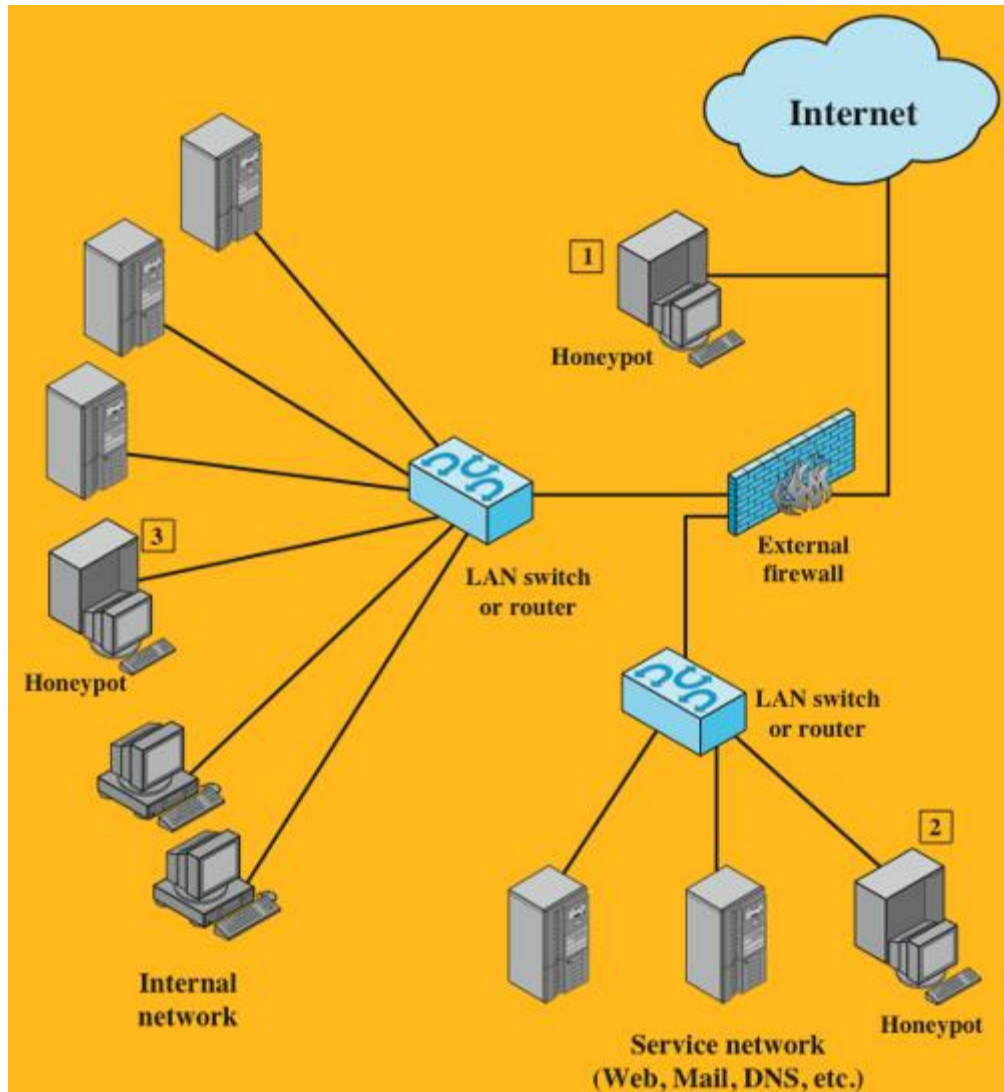 Internet
1
Honeypot
3
LAN switch
or router
External
firewall
Honeypot
LAN switch
or router
2
Internal
network
Honeypot
Service network
(Web, Mail, DNS, etc.)